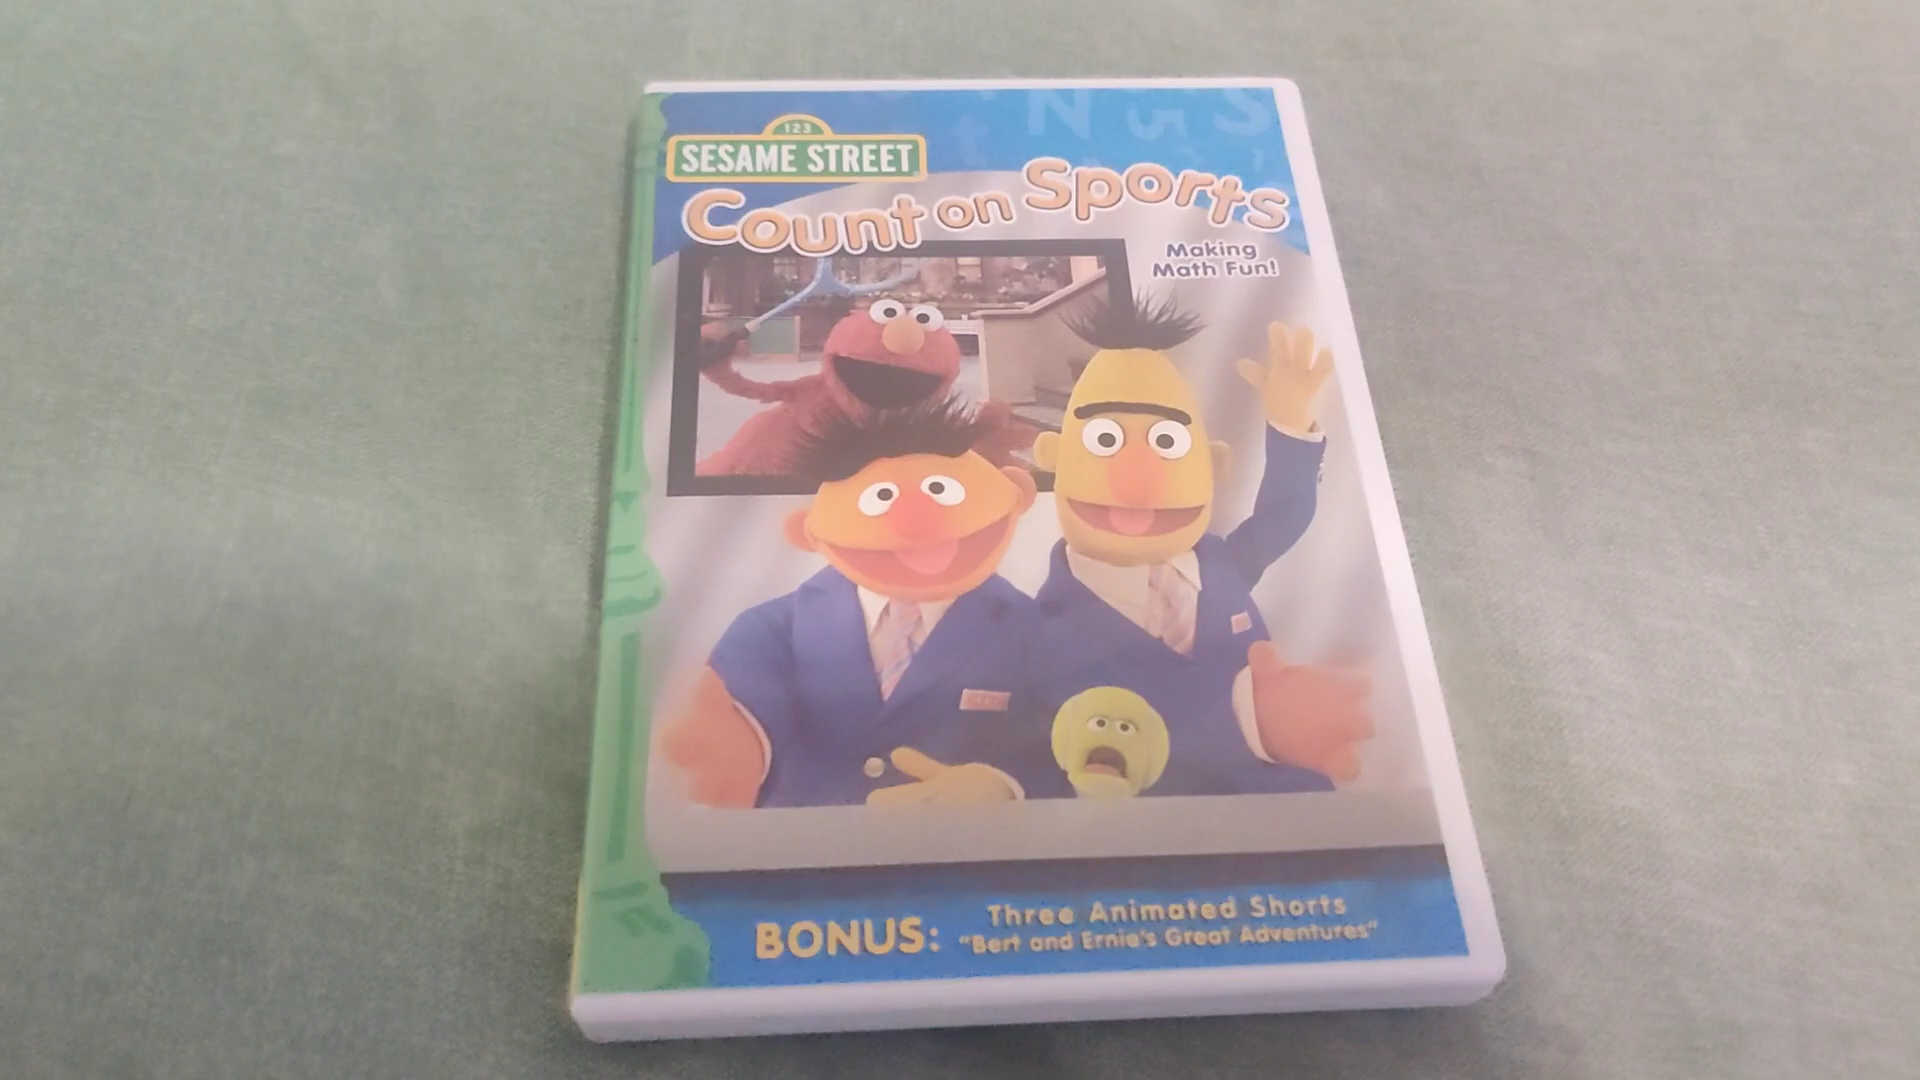 123
SESAME STREET
Count on Sports
Making
Math Fun!
BONUS: Three Animated Shorts
"Bert and Ernie's Great Adventures"